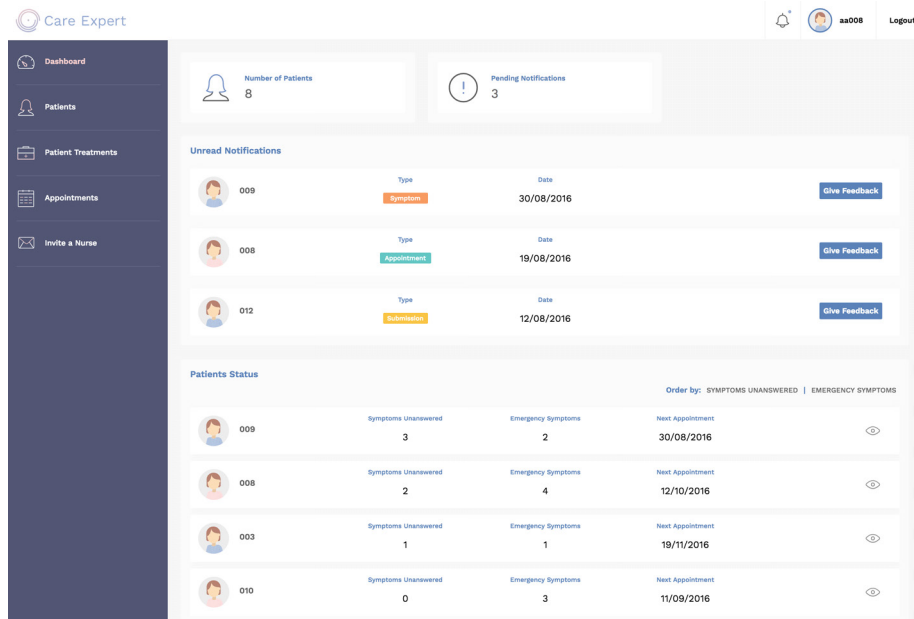 Care Expert
aa008
Logout
Dashboard
Patients
Patient Treatments
Appointments
Invite a Nurse
Number of Patients
8
Pending Notifications
3
Unread Notifications
009
Type
Symptom
Date
30/08/2016
Give Feedback
008
Type
Appointment
Date
19/08/2016
Give Feedback
012
Type
Submission
Date
12/08/2016
Give Feedback
Patients Status
Order by: SYMPTOMS UNANSWERED | EMERGENCY SYMPTOMS
009
Symptoms Unanswered
3
Emergency Symptoms
2
Next Appointment
30/08/2016
008
Symptoms Unanswered
2
Emergency Symptoms
4
Next Appointment
12/10/2016
003
Symptoms Unanswered
1
Emergency Symptoms
1
Next Appointment
19/11/2016
010
Symptoms Unanswered
0
Emergency Symptoms
3
Next Appointment
11/09/2016